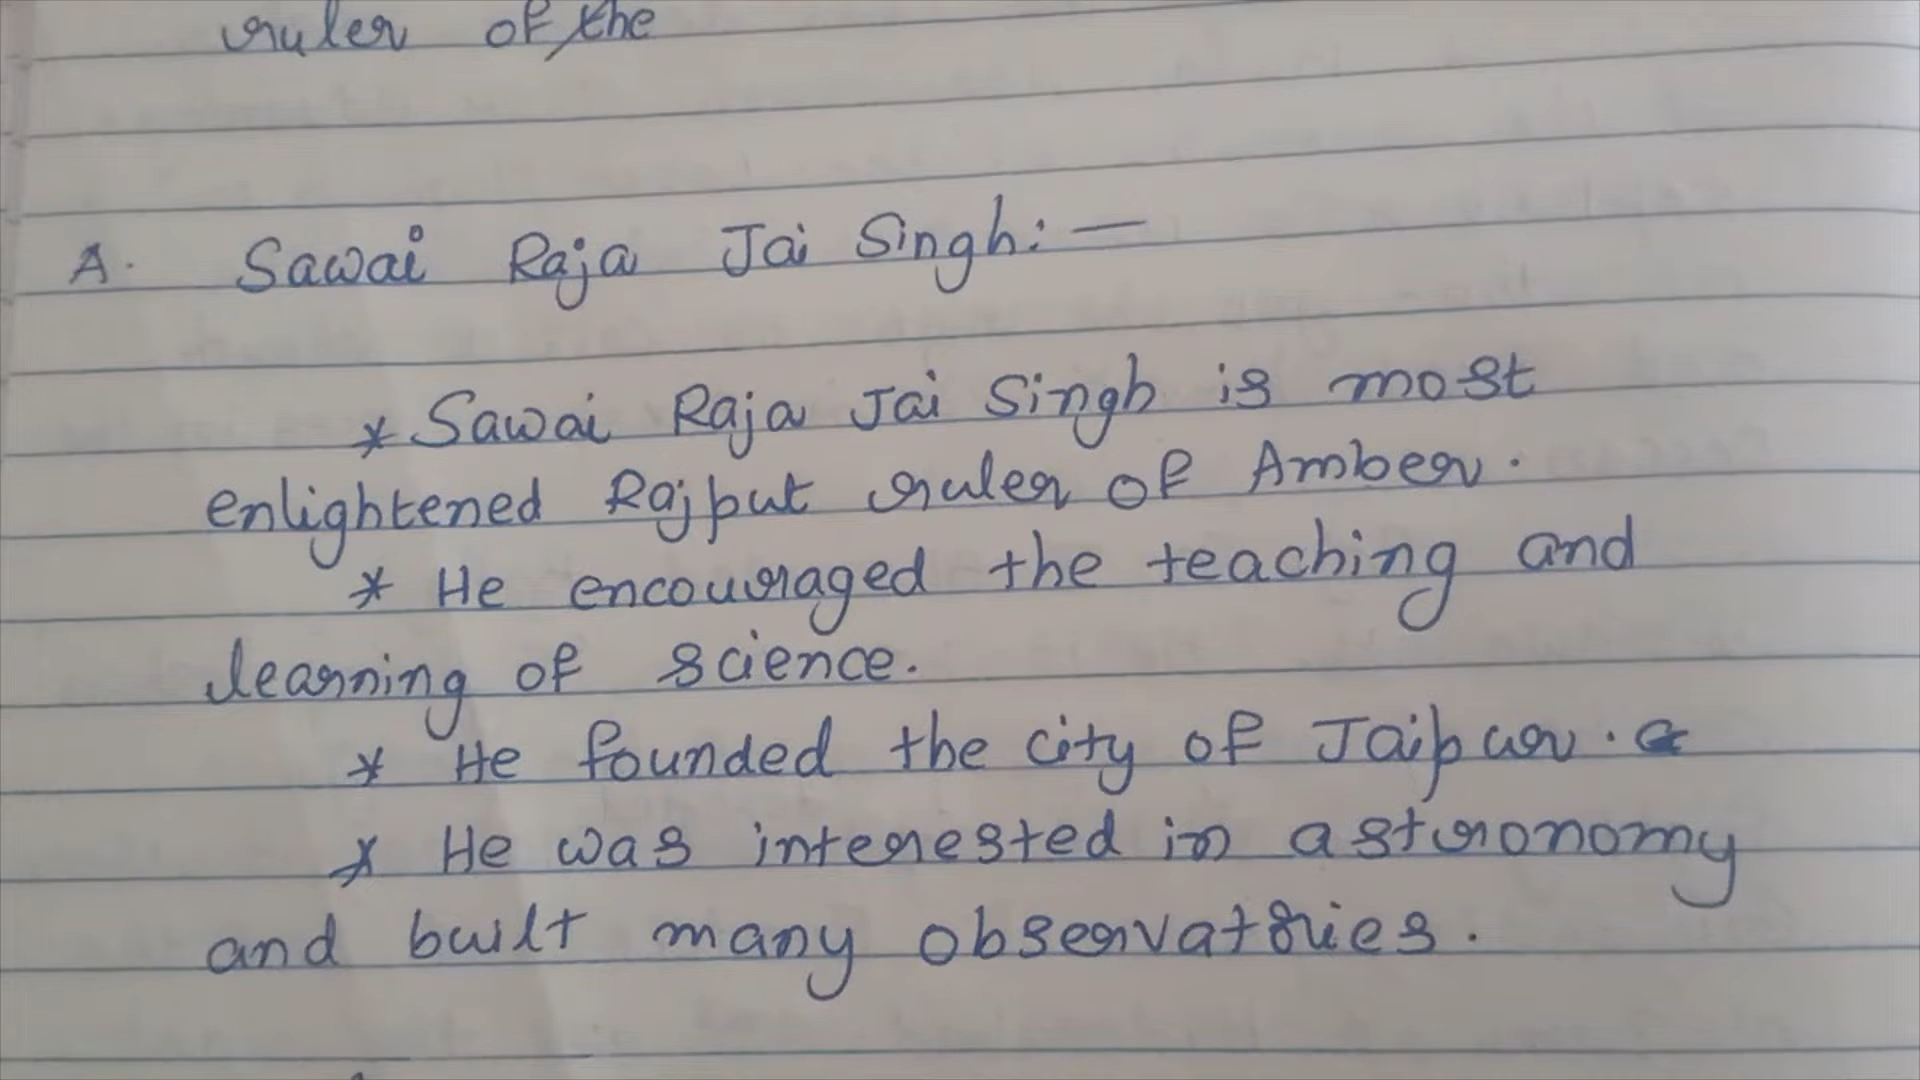 ruler of the
A. Sawai Raja Jai Singh: —
* Sawai Raja Jai Singh is most
enlightened Rajput ruler of Amber.
* He encouraged the teaching and
learning of science.
* He founded the city of Jaipur.
* He was interested in astronomy
and built many observatories.